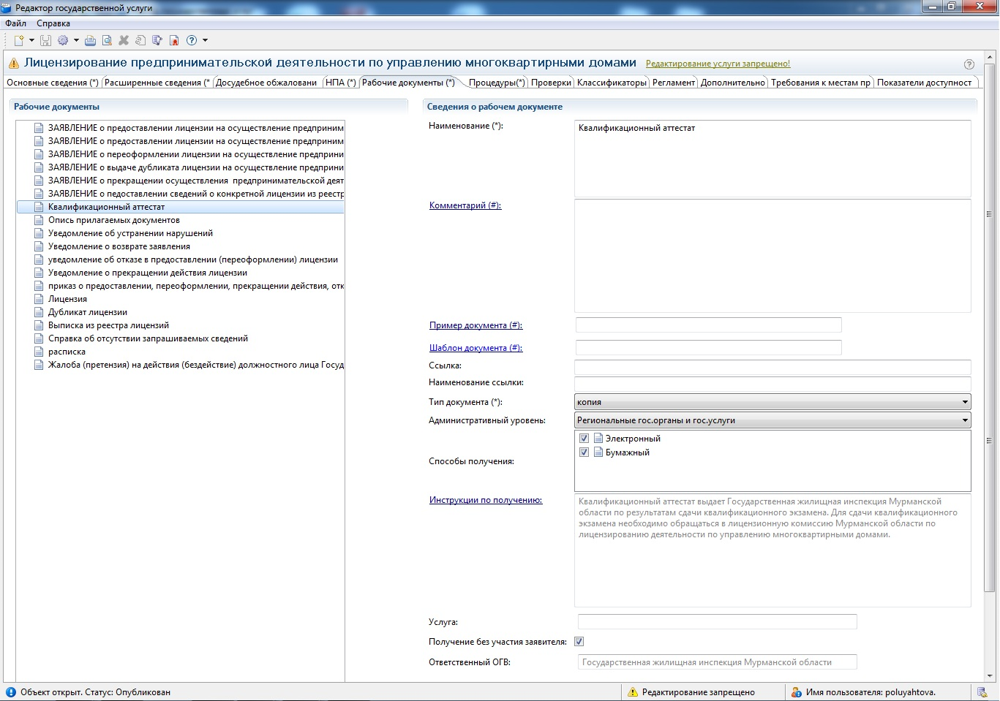 Редактор государственной услуги
Файл Справка
Лицензирование предпринимательской деятельности по управлению многоквартирными домами Редактирование услуги запрещено!
Основные сведения (*) Расширенные сведения (* Досудебное обжаловани НПА (*) Рабочие документы (*) Процедуры(*) Проверки Классификаторы Регламент Дополнительно Требования к местам пр Показатели доступност
Рабочие документы
ЗАЯВЛЕНИЕ о предоставлении лицензии на осуществление предприним
ЗАЯВЛЕНИЕ о предоставлении лицензии на осуществление предприним
ЗАЯВЛЕНИЕ о переоформлении лицензии на осуществление предприни
ЗАЯВЛЕНИЕ о выдаче дубликата лицензии на осуществление предприни
ЗАЯВЛЕНИЕ о прекращении осуществления  предпринимательской деят
ЗАЯВЛЕНИЕ о педоставлении сведений о конкретной лицензии из реестр
Квалификационный аттестат
Опись прилагаемых документов
Уведомление об устранении нарушений
Уведомление о возврате заявления
уведомление об отказе в предоставлении (переоформлении) лицензии
Уведомление о прекращении действия лицензии
приказ о предоставлении, переоформлении, прекращении действия, отк
Лицензия
Дубликат лицензии
Выписка из реестра лицензий
Справка об отсутствии запрашиваемых сведений
расписка
Жалоба (претензия) на действия (бездействие) должностного лица Госуд
Сведения о рабочем документе
Наименование (*): Квалификационный аттестат
Комментарий (#):
Пример документа (#):
Шаблон документа (#):
Ссылка:
Наименование ссылки:
Тип документа (*): копия
Административный уровень: Региональные гос.органы и гос.услуги
Способы получения:
Электронный
Бумажный
Инструкции по получению:
Квалификационный аттестат выдает Государственная жилищная инспекция Мурманской
области по результатам сдачи квалификационного экзамена. Для сдачи квалификационного
экзамена необходимо обращаться в лицензионную комиссию Мурманской области по
лицензированию деятельности по управлению многоквартирными домами.
Услуга:
Получение без участия заявителя:
Ответственный ОГВ: Государственная жилищная инспекция Мурманской области
Объект открыт. Статус: Опубликован Редактирование запрещено Имя пользователя: poluyahtova.